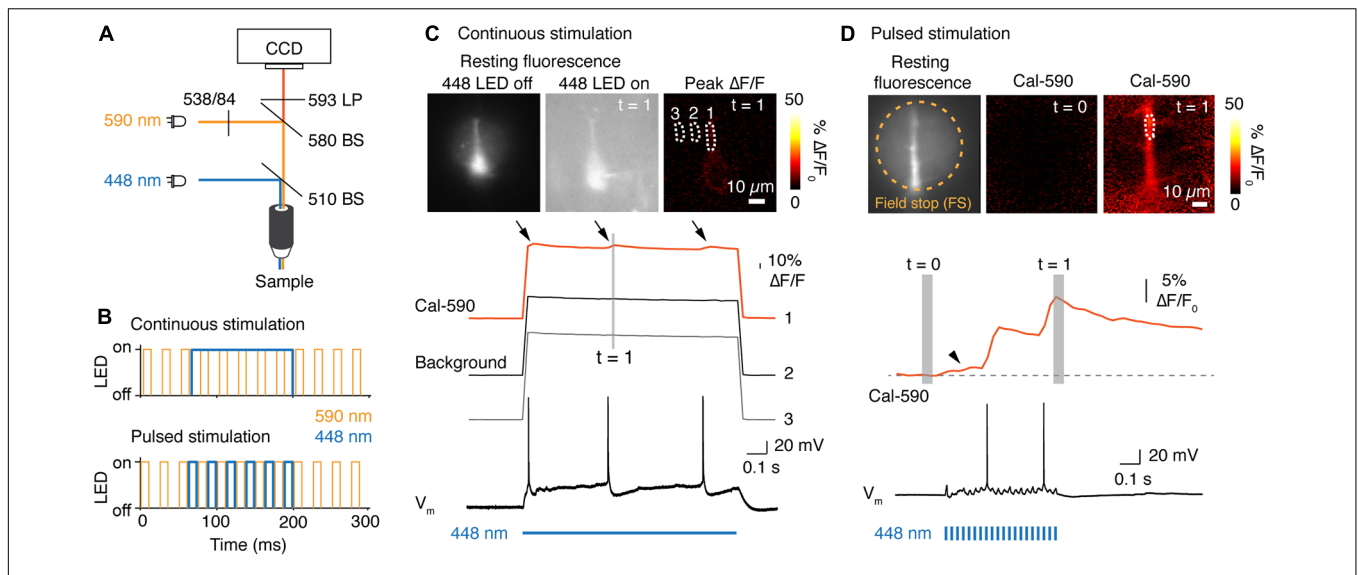 A
CCD
538/84
593 LP
590 nm
580 BS
448 nm
510 BS
Sample
B
Continuous stimulation
on
LED
off
590 nm
448 nm
Pulsed stimulation
on
LED
off
0 100 200 300
Time (ms)
C Continuous stimulation
Resting fluorescence
448 LED off 448 LED on Peak ΔF/F
t = 1
t = 1
3 2 1
10 µm
50
% ΔF/F0
0
10%
ΔF/F
Cal-590
1
Background
t = 1
2
3
20 mV
0.1 s
Vm
448 nm
D Pulsed stimulation
Resting
fluorescence
Cal-590
Cal-590
t = 0
t = 1
Field stop (FS)
10 µm
50
% ΔF/F0
0
t = 0
t = 1
5%
ΔF/F0
Cal-590
20 mV
0.1 s
Vm
448 nm